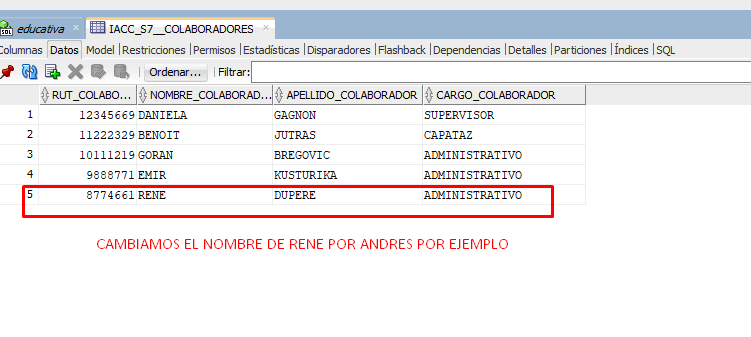 SQL educativa × IACC_S7__COLABORADORES ×
Columnas Datos Model Restricciones Permisos Estadísticas Disparadores Flashback Dependencias Detalles Particiones Índices SQL
Ordenar... Filtrar:
RUT_COLABO... NOMBRE_COLABORAD... APELLIDO_COLABORADOR CARGO_COLABORADOR
1 12345669 DANIELA GAGNON SUPERVISOR
2 11222329 BENOIT JUTRAS CAPATAZ
3 10111219 GORAN BREGOVIC ADMINISTRATIVO
4 9888771 EMIR KUSTURIKA ADMINISTRATIVO
5 8774661 RENE DUPERE ADMINISTRATIVO
CAMBIAMOS EL NOMBRE DE RENE POR ANDRES POR EJEMPLO